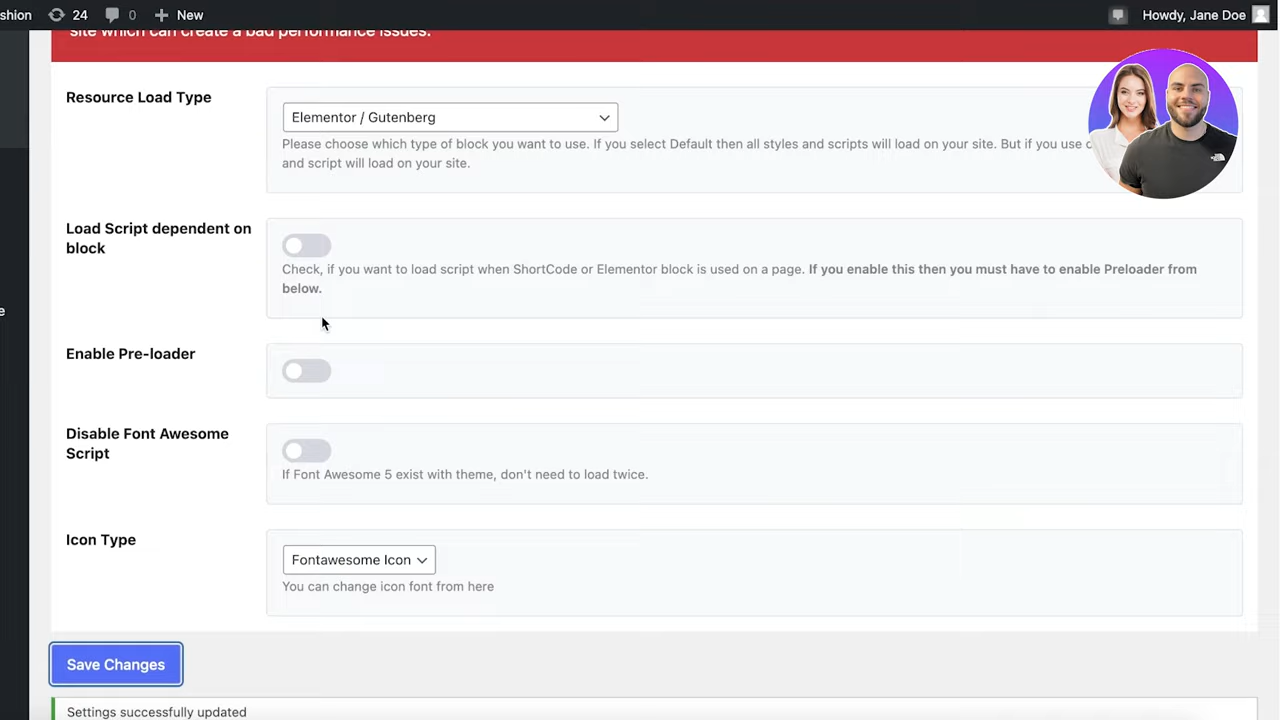 shion 24 0 New Howdy, Jane Doe
site which can create a bad performance issues.
Resource Load Type
Elementor / Gutenberg
Please choose which type of block you want to use. If you select Default then all styles and scripts will load on your site. But if you use
and script will load on your site.
Load Script dependent on
block
Check, if you want to load script when ShortCode or Elementor block is used on a page. If you enable this then you must have to enable Preloader from
below.
e
Enable Pre-loader
Disable Font Awesome
Script
If Font Awesome 5 exist with theme, don't need to load twice.
Icon Type
Fontawesome Icon
You can change icon font from here
Save Changes
Settings successfully updated